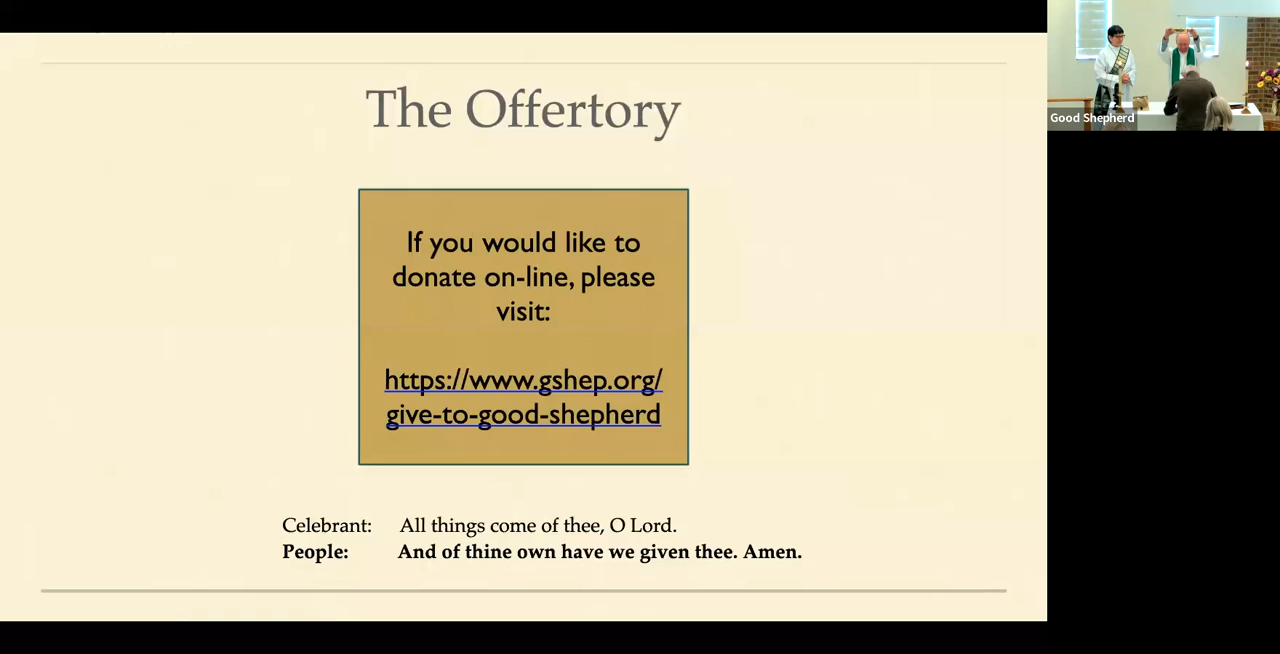 The Offertory
If you would like to
donate on-line, please
visit:
https://www.gshep.org/
give-to-good-shepherd
Celebrant: All things come of thee, O Lord.
People: And of thine own have we given thee. Amen.
Good Shepherd